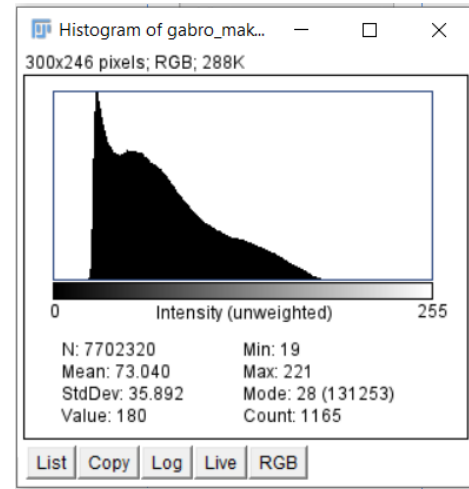 Histogram of gabro_mak...
300x246 pixels; RGB; 288K
0 Intensity (unweighted) 255
N: 7702320 Min: 19
Mean: 73.040 Max: 221
StdDev: 35.892 Mode: 28 (131253)
Value: 180 Count: 1165
List Copy Log Live RGB